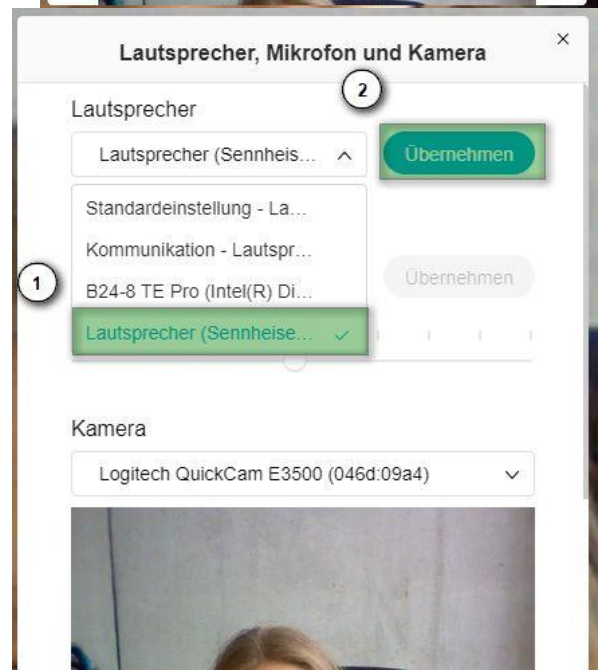 Lautsprecher, Mikrofon und Kamera
2
Lautsprecher
Lautsprecher (Sennheis... Übernehmen
Standardeinstellung - La...
Kommunikation - Lautspr...
1
B24-8 TE Pro (Intel(R) Di... Übernehmen
Lautsprecher (Sennheise...
Kamera
Logitech QuickCam E3500 (046d:09a4)